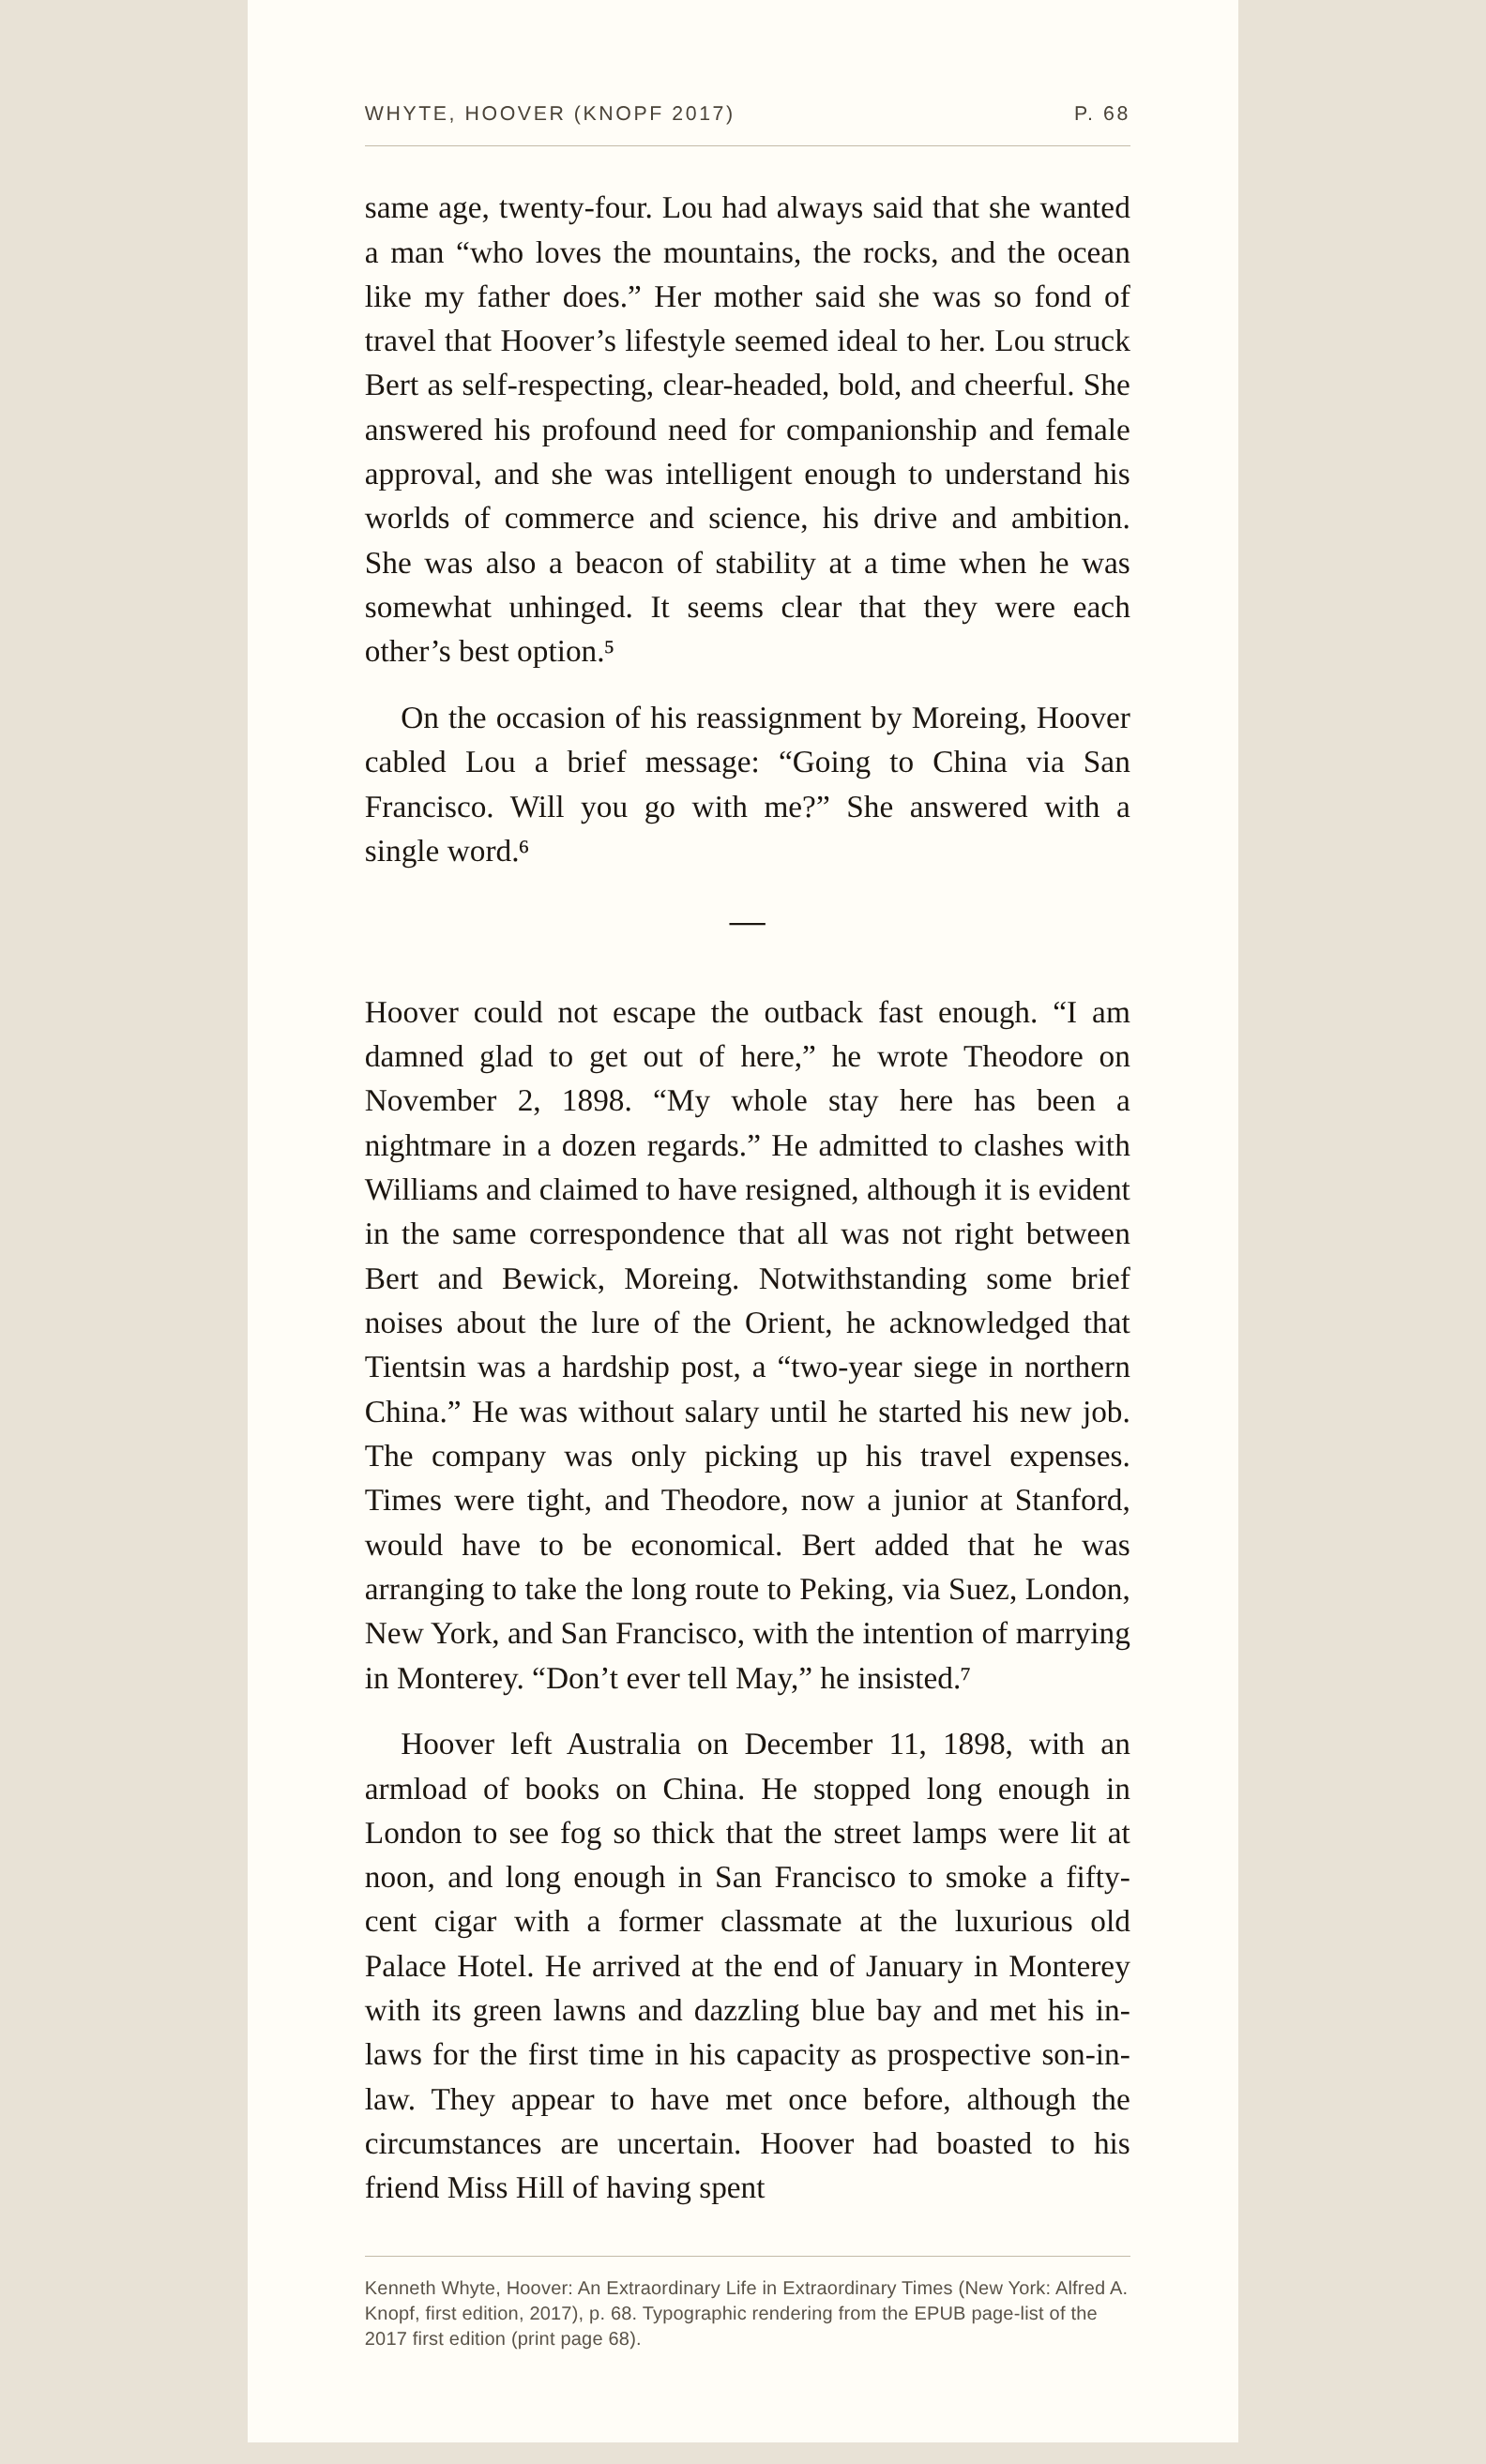 WHYTE, HOOVER (KNOPF 2017) P. 68
same age, twenty-four. Lou had always said that she wanted
a man “who loves the mountains, the rocks, and the ocean
like my father does.” Her mother said she was so fond of
travel that Hoover’s lifestyle seemed ideal to her. Lou struck
Bert as self-respecting, clear-headed, bold, and cheerful. She
answered his profound need for companionship and female
approval, and she was intelligent enough to understand his
worlds of commerce and science, his drive and ambition.
She was also a beacon of stability at a time when he was
somewhat unhinged. It seems clear that they were each
other’s best option.⁵
On the occasion of his reassignment by Moreing, Hoover
cabled Lou a brief message: “Going to China via San
Francisco. Will you go with me?” She answered with a
single word.⁶
—
Hoover could not escape the outback fast enough. “I am
damned glad to get out of here,” he wrote Theodore on
November 2, 1898. “My whole stay here has been a
nightmare in a dozen regards.” He admitted to clashes with
Williams and claimed to have resigned, although it is evident
in the same correspondence that all was not right between
Bert and Bewick, Moreing. Notwithstanding some brief
noises about the lure of the Orient, he acknowledged that
Tientsin was a hardship post, a “two-year siege in northern
China.” He was without salary until he started his new job.
The company was only picking up his travel expenses.
Times were tight, and Theodore, now a junior at Stanford,
would have to be economical. Bert added that he was
arranging to take the long route to Peking, via Suez, London,
New York, and San Francisco, with the intention of marrying
in Monterey. “Don’t ever tell May,” he insisted.⁷
Hoover left Australia on December 11, 1898, with an
armload of books on China. He stopped long enough in
London to see fog so thick that the street lamps were lit at
noon, and long enough in San Francisco to smoke a fifty-
cent cigar with a former classmate at the luxurious old
Palace Hotel. He arrived at the end of January in Monterey
with its green lawns and dazzling blue bay and met his in-
laws for the first time in his capacity as prospective son-in-
law. They appear to have met once before, although the
circumstances are uncertain. Hoover had boasted to his
friend Miss Hill of having spent
Kenneth Whyte, Hoover: An Extraordinary Life in Extraordinary Times (New York: Alfred A.
Knopf, first edition, 2017), p. 68. Typographic rendering from the EPUB page-list of the
2017 first edition (print page 68).